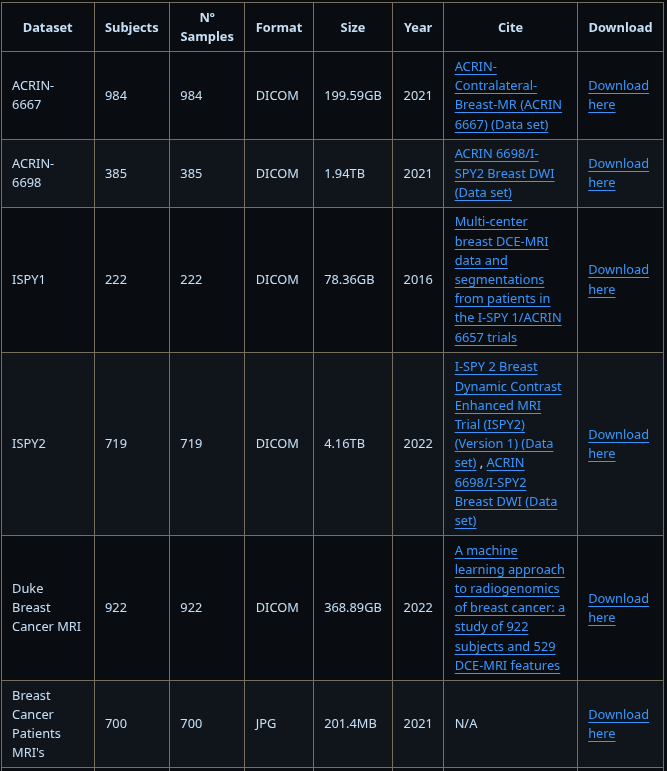 Dataset Subjects N° Samples Format Size Year Cite Download
ACRIN-
6667
984 984 DICOM 199.59GB 2021
ACRIN-
Contralateral-
Breast-MR (ACRIN
6667) (Data set)
Download
here
ACRIN-
6698
385 385 DICOM 1.94TB 2021
ACRIN 6698/I-
SPY2 Breast DWI
(Data set)
Download
here
ISPY1 222 222 DICOM 78.36GB 2016
Multi-center
breast DCE-MRI
data and
segmentations
from patients in
the I-SPY 1/ACRIN
6657 trials
Download
here
ISPY2 719 719 DICOM 4.16TB 2022
I-SPY 2 Breast
Dynamic Contrast
Enhanced MRI
Trial (ISPY2)
(Version 1) (Data
set) , ACRIN
6698/I-SPY2
Breast DWI (Data
set)
Download
here
Duke
Breast
Cancer MRI
922 922 DICOM 368.89GB 2022
A machine
learning approach
to radiogenomics
of breast cancer: a
study of 922
subjects and 529
DCE-MRI features
Download
here
Breast
Cancer
Patients
MRI's
700 700 JPG 201.4MB 2021 N/A
Download
here